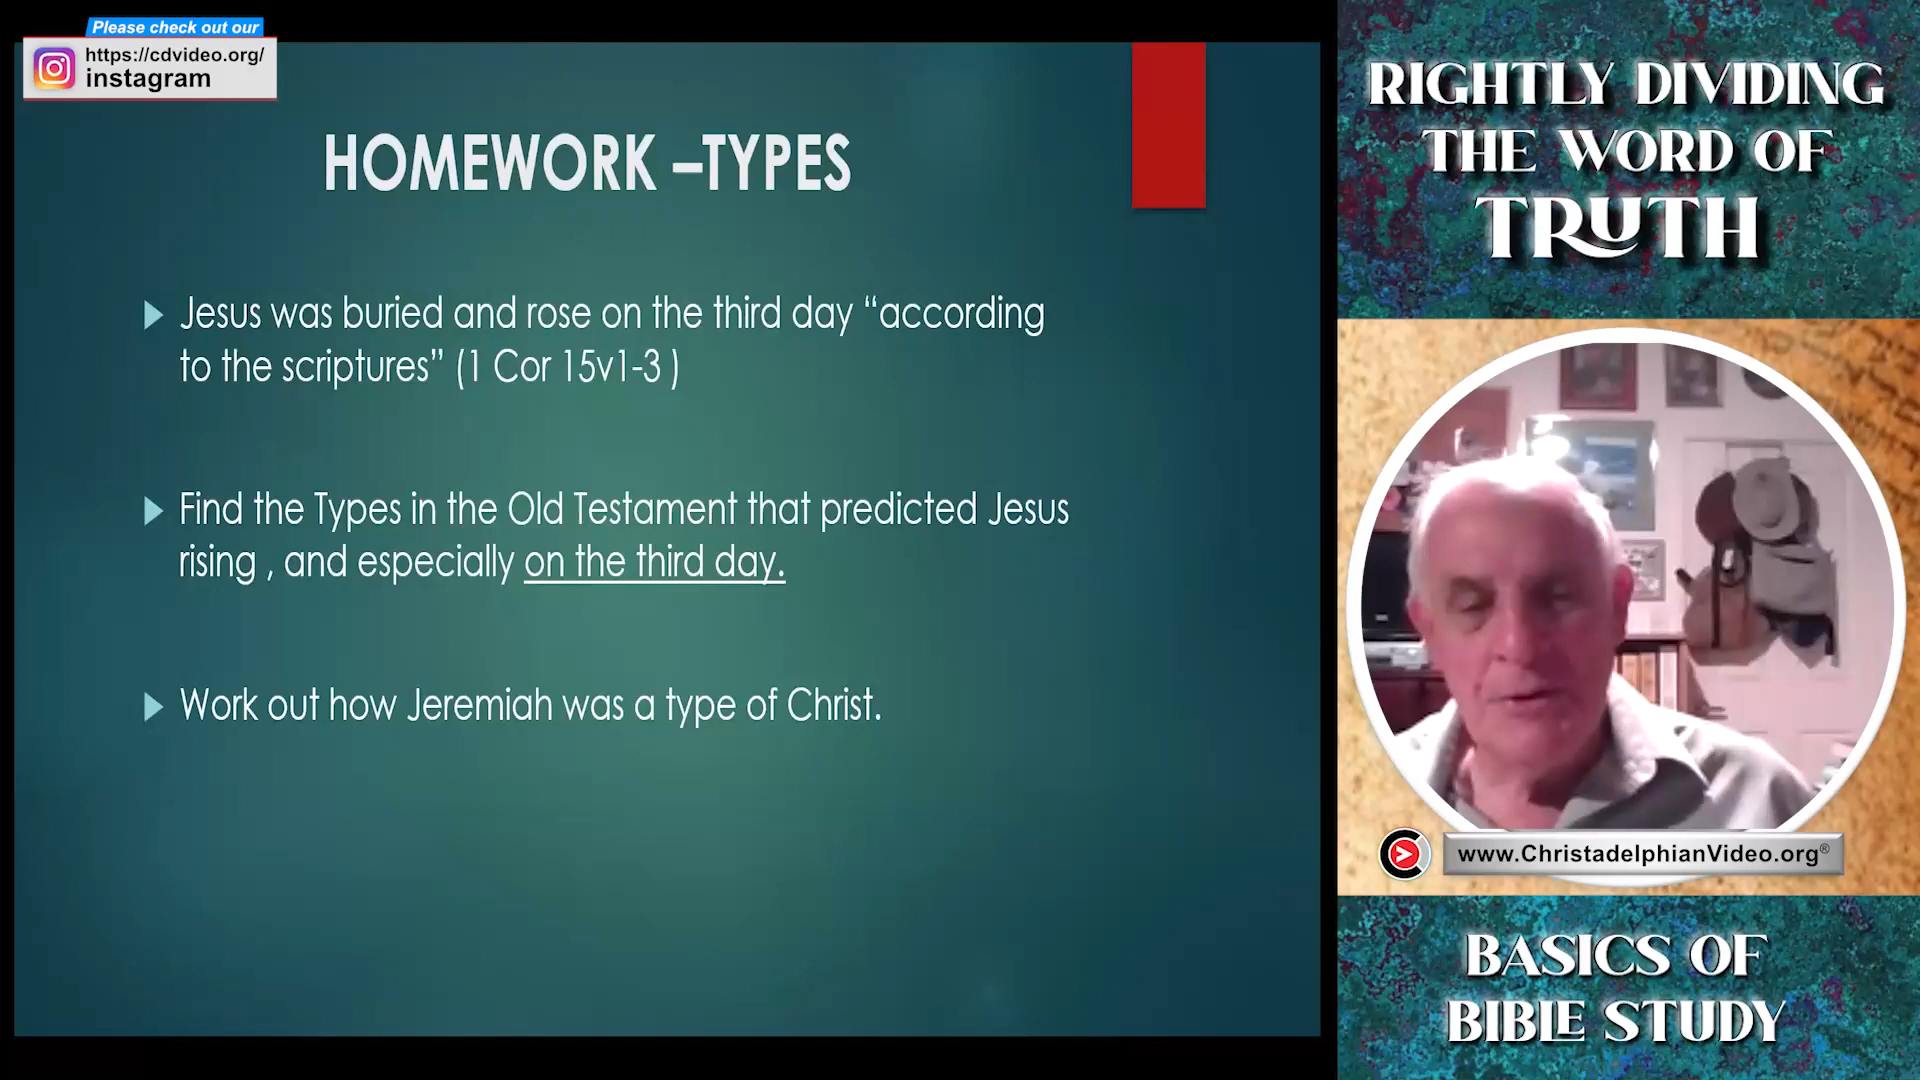 Please check out our
https://cdvideo.org/
instagram
HOMEWORK –TYPES
Jesus was buried and rose on the third day “according
to the scriptures” (1 Cor 15v1-3 )
Find the Types in the Old Testament that predicted Jesus
rising , and especially on the third day.
Work out how Jeremiah was a type of Christ.
RIGHTLY DIVIDING
THE WORD OF
TRUTH
www.ChristadelphianVideo.org®
BASICS OF
BIBLE STUDY